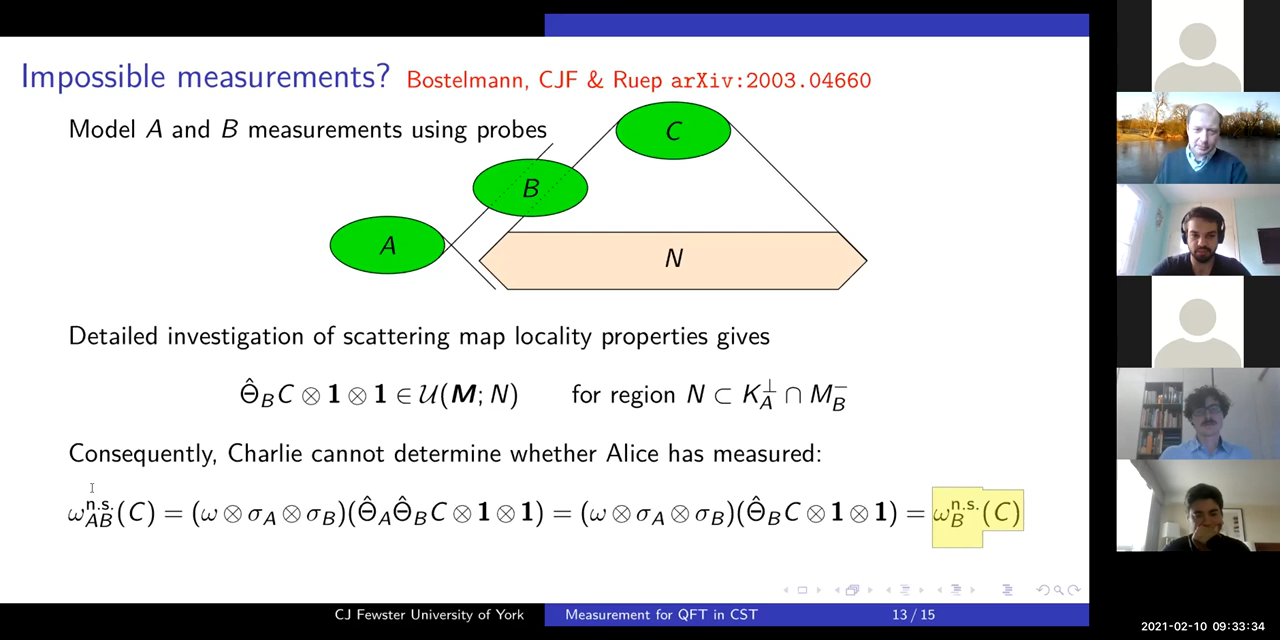 Impossible measurements? Bostelmann, CJF & Ruep arXiv:2003.04660
Model A and B measurements using probes
C
B
A
N
Detailed investigation of scattering map locality properties gives
Θ̂_B C ⊗ 𝟏 ⊗ 𝟏 ∈ 𝒰(M; N) for region N ⊂ K_A^⊥ ∩ M_B^−
Consequently, Charlie cannot determine whether Alice has measured:
ω_AB^n.s.(C) = (ω ⊗ σ_A ⊗ σ_B)(Θ̂_A Θ̂_B C ⊗ 𝟏 ⊗ 𝟏) = (ω ⊗ σ_A ⊗ σ_B)(Θ̂_B C ⊗ 𝟏 ⊗ 𝟏) = ω_B^n.s.(C)
CJ Fewster University of York Measurement for QFT in CST 13 / 15
2021-02-10 09:33:34